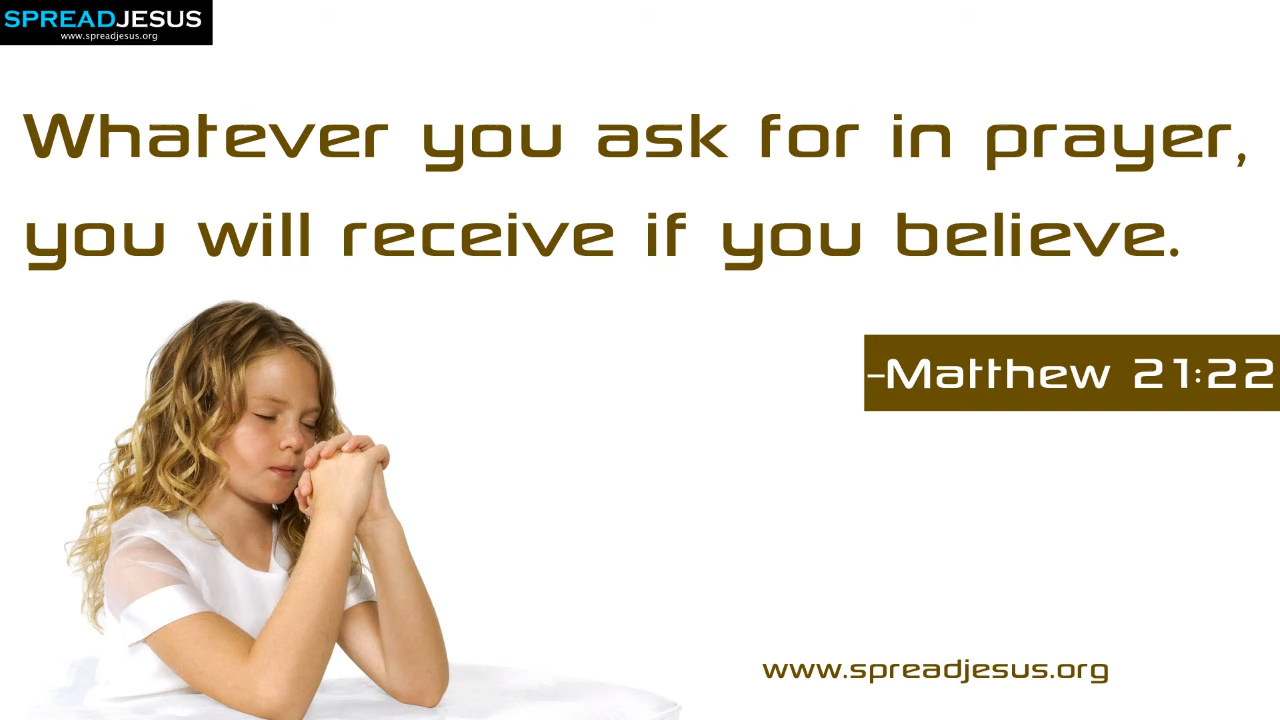 SPREADJESUS
www.spreadjesus.org
Whatever you ask for in prayer,
you will receive if you believe.
-Matthew 21:22
www.spreadjesus.org